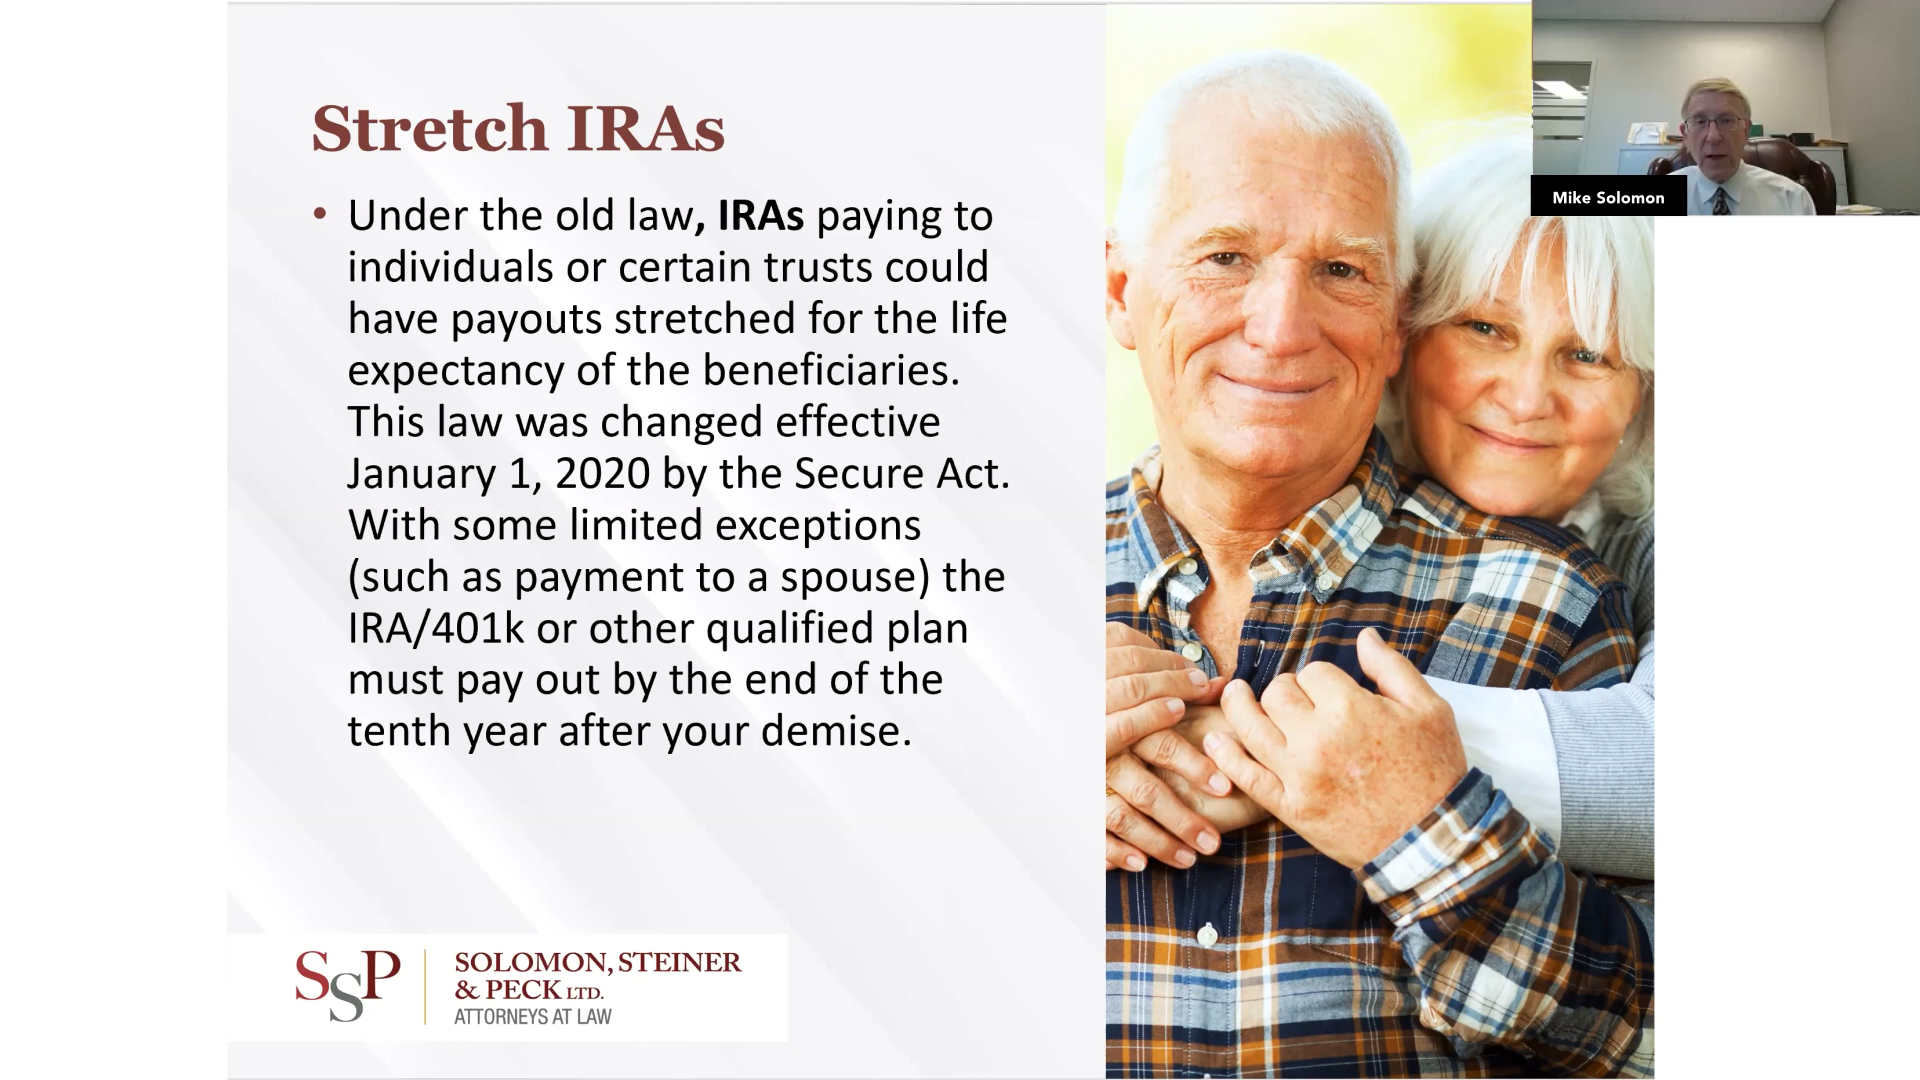 Stretch IRAs
• Under the old law, IRAs paying to
individuals or certain trusts could
have payouts stretched for the life
expectancy of the beneficiaries.
This law was changed effective
January 1, 2020 by the Secure Act.
With some limited exceptions
(such as payment to a spouse) the
IRA/401k or other qualified plan
must pay out by the end of the
tenth year after your demise.
Mike Solomon
SSP
SOLOMON, STEINER
& PECK LTD.
ATTORNEYS AT LAW